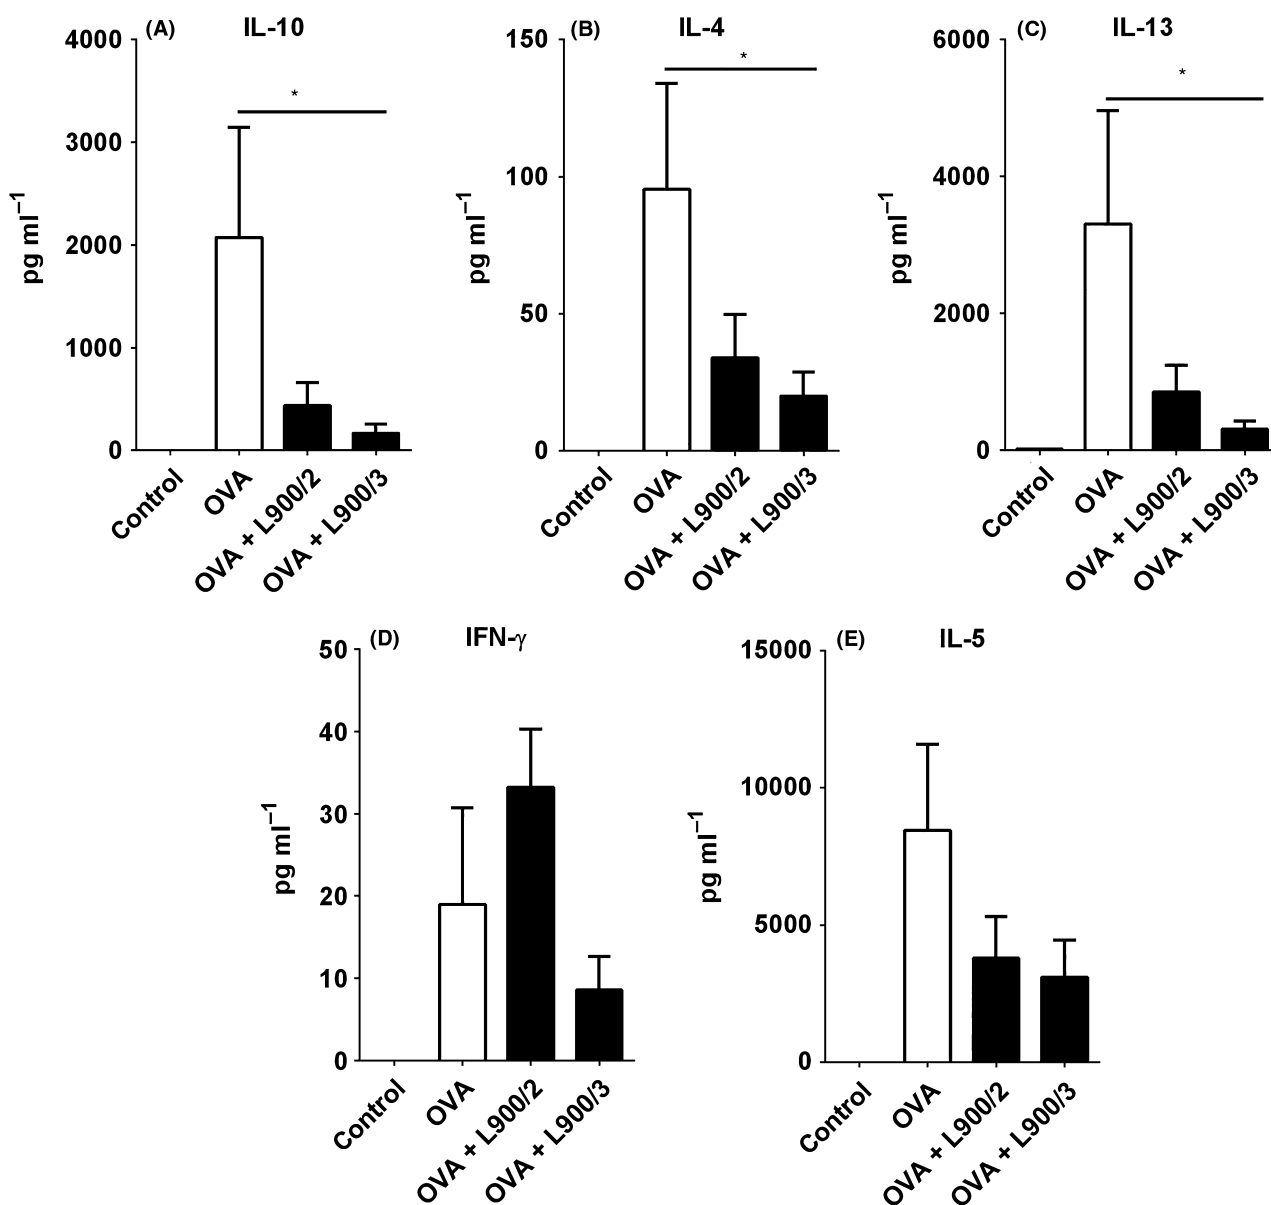 (A) IL-10
4000
3000
2000
1000
0
pg ml⁻¹
*
Control
OVA
OVA + L900/2
OVA + L900/3
(B) IL-4
150
100
50
0
pg ml⁻¹
*
Control
OVA
OVA + L900/2
OVA + L900/3
(C) IL-13
6000
4000
2000
0
pg ml⁻¹
*
Control
OVA
OVA + L900/2
OVA + L900/3
(D) IFN-γ
50
40
30
20
10
0
pg ml⁻¹
Control
OVA
OVA + L900/2
OVA + L900/3
(E) IL-5
15000
10000
5000
0
pg ml⁻¹
Control
OVA
OVA + L900/2
OVA + L900/3